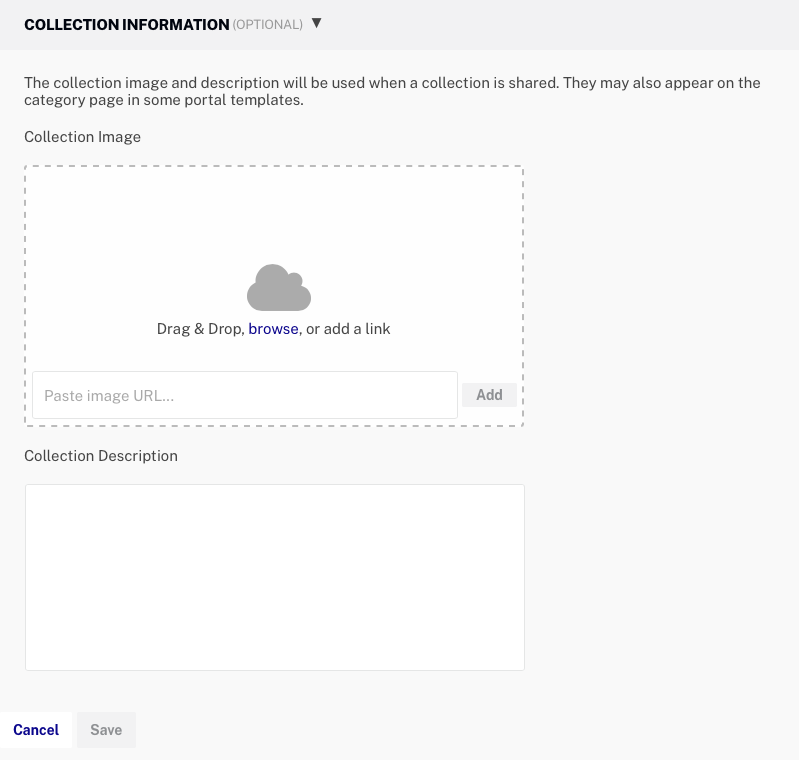 COLLECTION INFORMATION (OPTIONAL) ▼
The collection image and description will be used when a collection is shared. They may also appear on the
category page in some portal templates.
Collection Image
Drag & Drop, browse, or add a link
Paste image URL...
Add
Collection Description
Cancel
Save